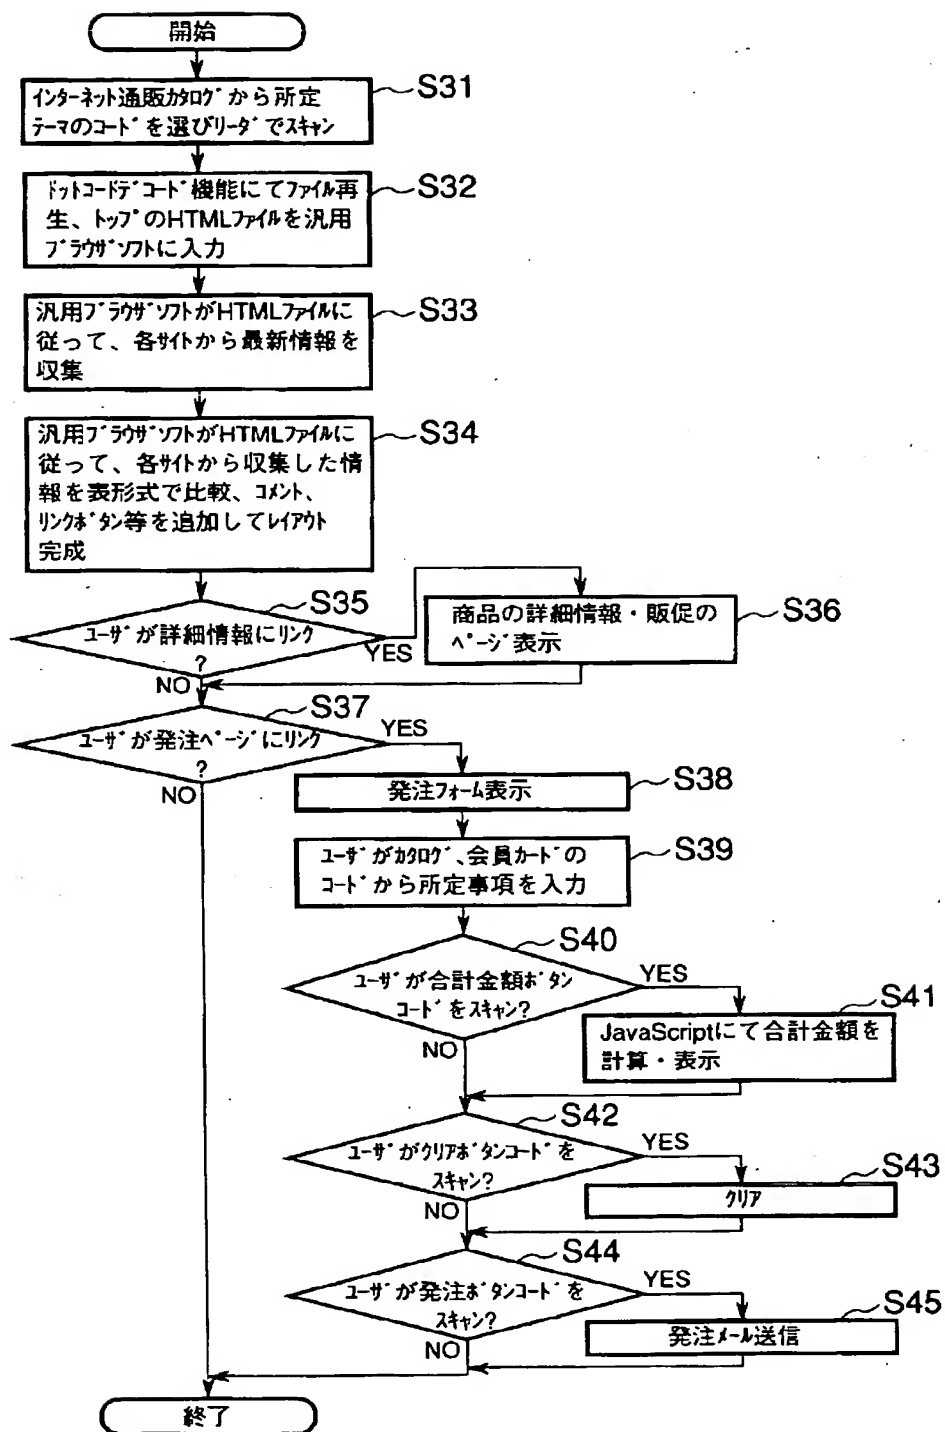 開始
S31
インターネット通販カタログから所定
テーマのコードを選びリーダでスキャン
S32
ドットコードデコード機能にてファイル再
生、トップのHTMLファイルを汎用
ブラウザソフトに入力
S33
汎用ブラウザソフトがHTMLファイルに
従って、各サイトから最新情報を
収集
S34
汎用ブラウザソフトがHTMLファイルに
従って、各サイトから収集した情
報を表形式で比較、コメント、
リンクボタン等を追加してレイアウト
完成
S35
ユーザが詳細情報にリンク
?
YES
NO
S36
商品の詳細情報・販促の
ページ表示
S37
ユーザが発注ページにリンク
?
YES
NO
S38
発注フォーム表示
S39
ユーザがカタログ、会員カードの
コードから所定事項を入力
S40
ユーザが合計金額ボタン
コードをスキャン?
YES
NO
S41
JavaScriptにて合計金額を
計算・表示
S42
ユーザがクリアボタンコードを
スキャン?
YES
NO
S43
クリア
S44
ユーザが発注ボタンコードを
スキャン?
YES
NO
S45
発注メール送信
終了